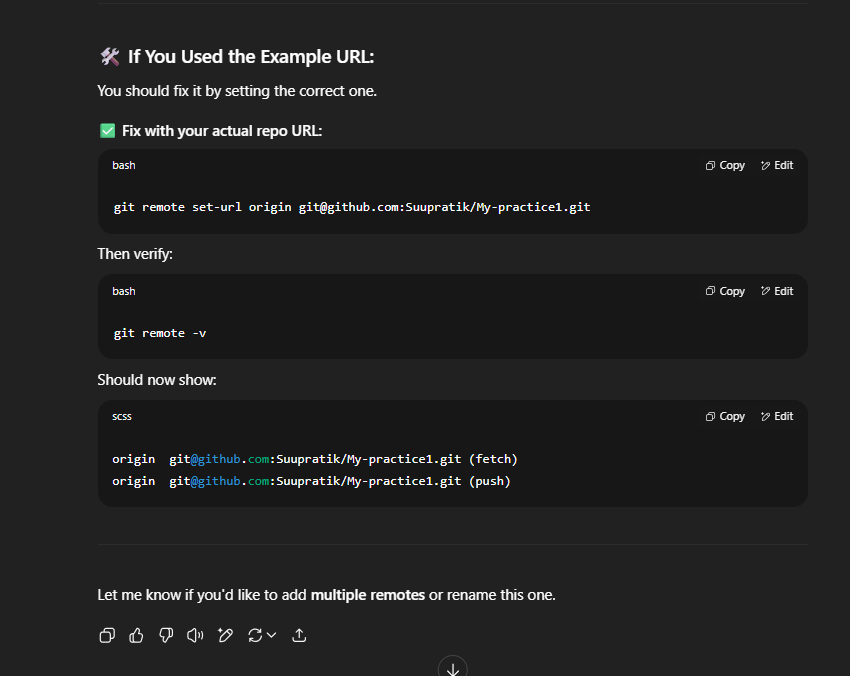 🛠️ If You Used the Example URL:
You should fix it by setting the correct one.
✅ Fix with your actual repo URL:
bash
Copy Edit
git remote set-url origin git@github.com:Suupratik/My-practice1.git
Then verify:
bash
Copy Edit
git remote -v
Should now show:
scss
Copy Edit
origin  git@github.com:Suupratik/My-practice1.git (fetch)
origin  git@github.com:Suupratik/My-practice1.git (push)
Let me know if you'd like to add multiple remotes or rename this one.